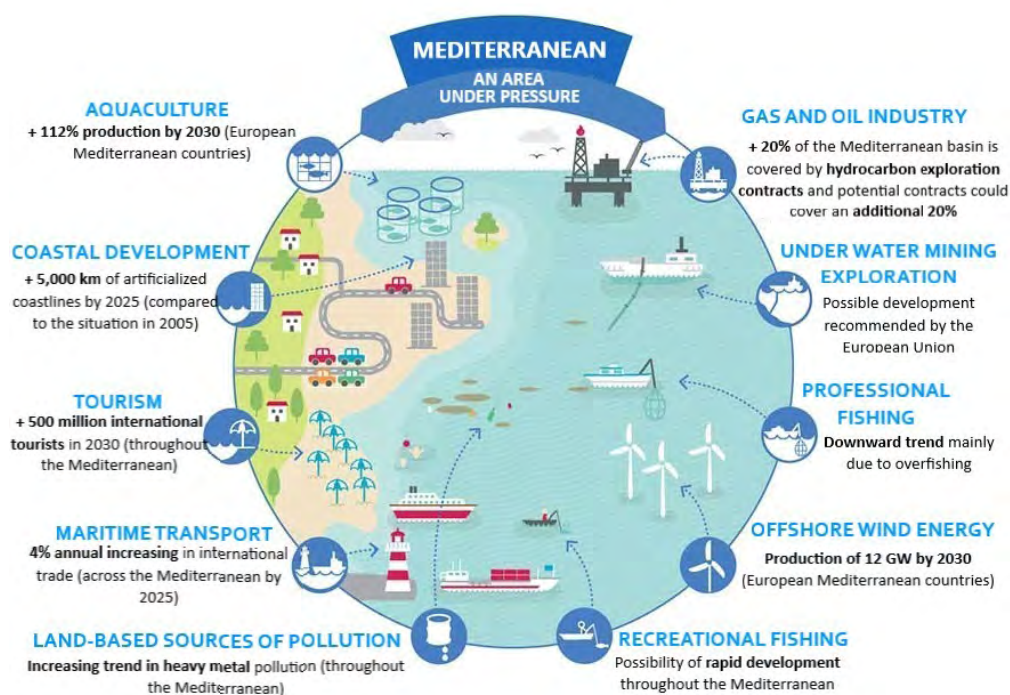 MEDITERRANEAN
AN AREA
UNDER PRESSURE
AQUACULTURE
+ 112% production by 2030 (European
Mediterranean countries)
COASTAL DEVELOPMENT
+ 5,000 km of artificialized
coastlines by 2025 (compared
to the situation in 2005)
TOURISM
+ 500 million international
tourists in 2030 (throughout
the Mediterranean)
MARITIME TRANSPORT
4% annual increasing in international
trade (across the Mediterranean by
2025)
LAND-BASED SOURCES OF POLLUTION
Increasing trend in heavy metal pollution (throughout
the Mediterranean)
GAS AND OIL INDUSTRY
+ 20% of the Mediterranean basin is
covered by hydrocarbon exploration
contracts and potential contracts could
cover an additional 20%
UNDER WATER MINING
EXPLORATION
Possible development
recommended by the
European Union
PROFESSIONAL
FISHING
Downward trend mainly
due to overfishing
OFFSHORE WIND ENERGY
Production of 12 GW by 2030
(European Mediterranean countries)
RECREATIONAL FISHING
Possibility of rapid development
throughout the Mediterranean